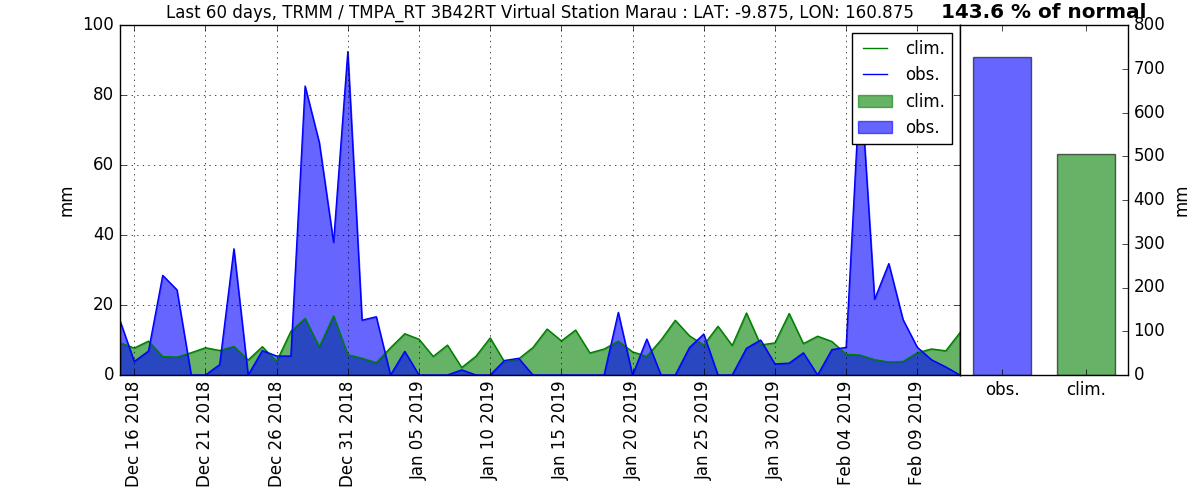 Last 60 days, TRMM / TMPA_RT 3B42RT Virtual Station Marau : LAT: -9.875, LON: 160.875
143.6 % of normal
100
80
60
40
20
0
mm
clim.
obs.
clim.
obs.
800
700
600
500
400
300
200
100
0
mm
Dec 16 2018
Dec 21 2018
Dec 26 2018
Dec 31 2018
Jan 05 2019
Jan 10 2019
Jan 15 2019
Jan 20 2019
Jan 25 2019
Jan 30 2019
Feb 04 2019
Feb 09 2019
obs.
clim.